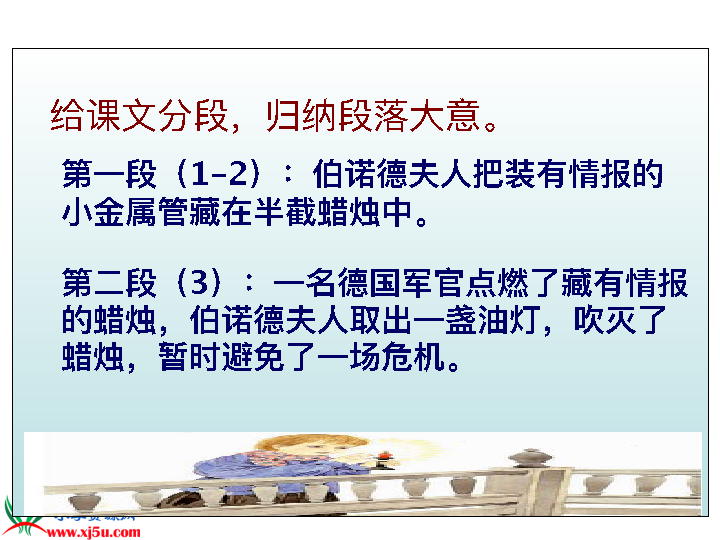 给课文分段，归纳段落大意。
第一段（1-2）：伯诺德夫人把装有情报的
小金属管藏在半截蜡烛中。
第二段（3）：一名德国军官点燃了藏有情报
的蜡烛，伯诺德夫人取出一盏油灯，吹灭了
蜡烛，暂时避免了一场危机。
www.xj5u.com